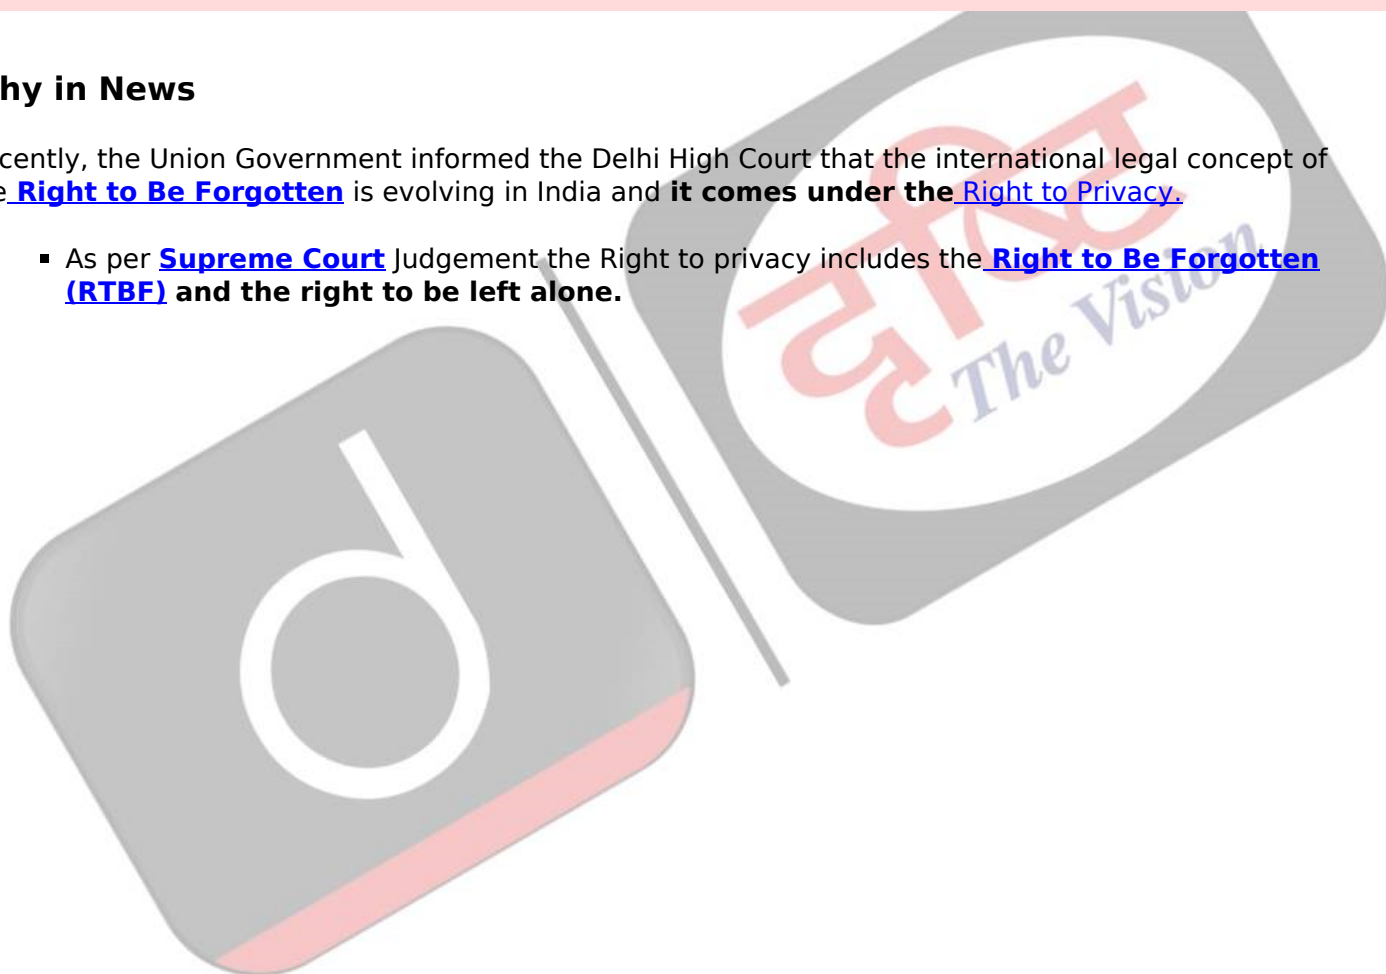 hy in News
cently, the Union Government informed the Delhi High Court that the international legal concept of
e Right to Be Forgotten is evolving in India and it comes under the Right to Privacy.
▪ As per Supreme Court Judgement the Right to privacy includes the Right to Be Forgotten
(RTBF) and the right to be left alone.
दृष्टि
The Vision
d